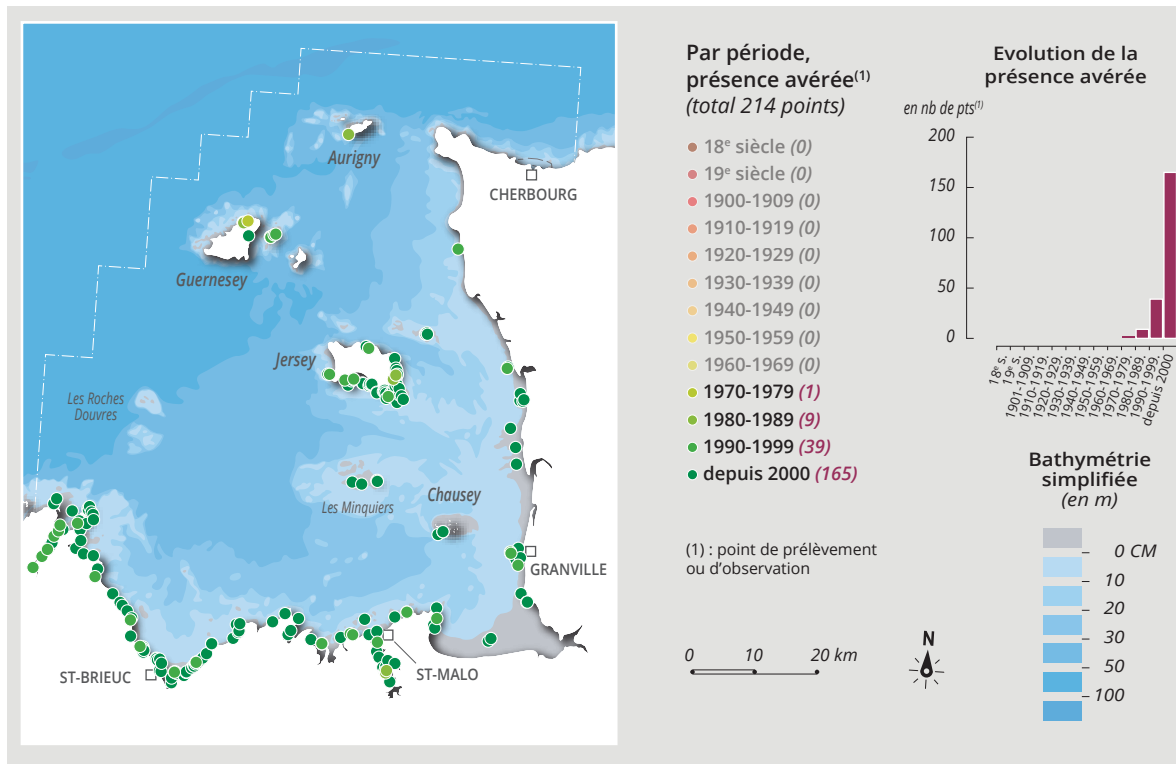 Aurigny
CHERBOURG
Guernesey
Jersey
Les Roches
Douvres
Les Minquiers
Chausey
GRANVILLE
ST-BRIEUC
ST-MALO
Par période,
présence avérée(1)
(total 214 points)
18e siècle (0)
19e siècle (0)
1900-1909 (0)
1910-1919 (0)
1920-1929 (0)
1930-1939 (0)
1940-1949 (0)
1950-1959 (0)
1960-1969 (0)
1970-1979 (1)
1980-1989 (9)
1990-1999 (39)
depuis 2000 (165)
(1) : point de prélèvement
ou d'observation
0 10 20 km
N
Evolution de la
présence avérée
en nb de pts(1)
200
150
100
50
0
18e s.
19e s.
1901-1909.
1910-1919.
1920-1929.
1930-1939.
1940-1949.
1950-1959.
1960-1969.
1970-1979.
1980-1989.
1990-1999.
depuis 2000
Bathymétrie
simplifiée
(en m)
0 CM
10
20
30
50
100